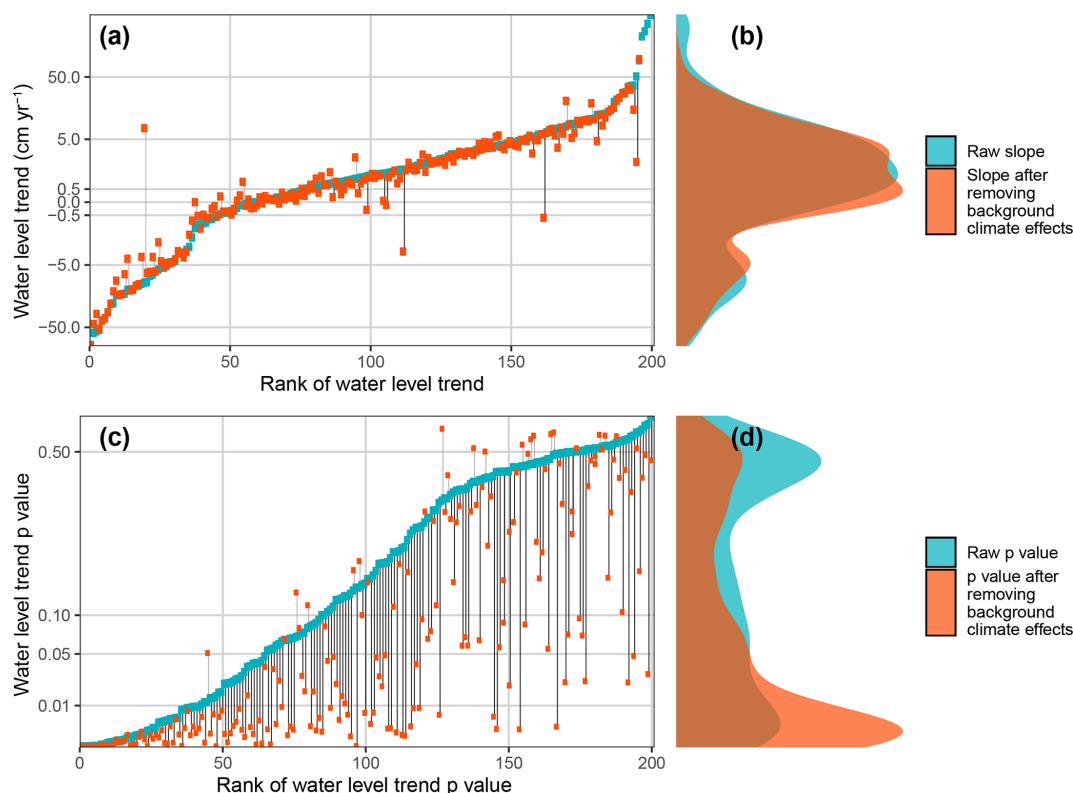 (a)
(b)
Water level trend (cm yr⁻¹)
50.0
5.0
0.5
0.0
−0.5
−5.0
−50.0
0
50
100
150
200
Rank of water level trend
Raw slope
Slope after
removing
background
climate effects
(c)
(d)
Water level trend p value
0.50
0.10
0.05
0.01
0
50
100
150
200
Rank of water level trend p value
Raw p value
p value after
removing
background
climate effects